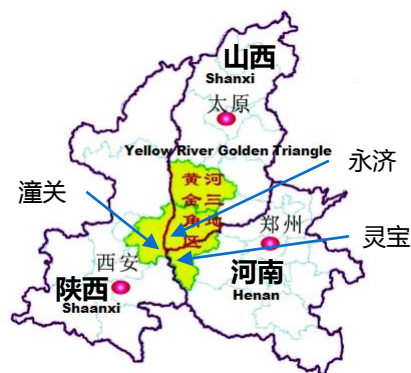 山西
Shanxi
太原
Yellow River Golden Triangle
永济
黄河
金三
角地
区
潼关
郑州
灵宝
西安
陕西
Shaanxi
河南
Henan